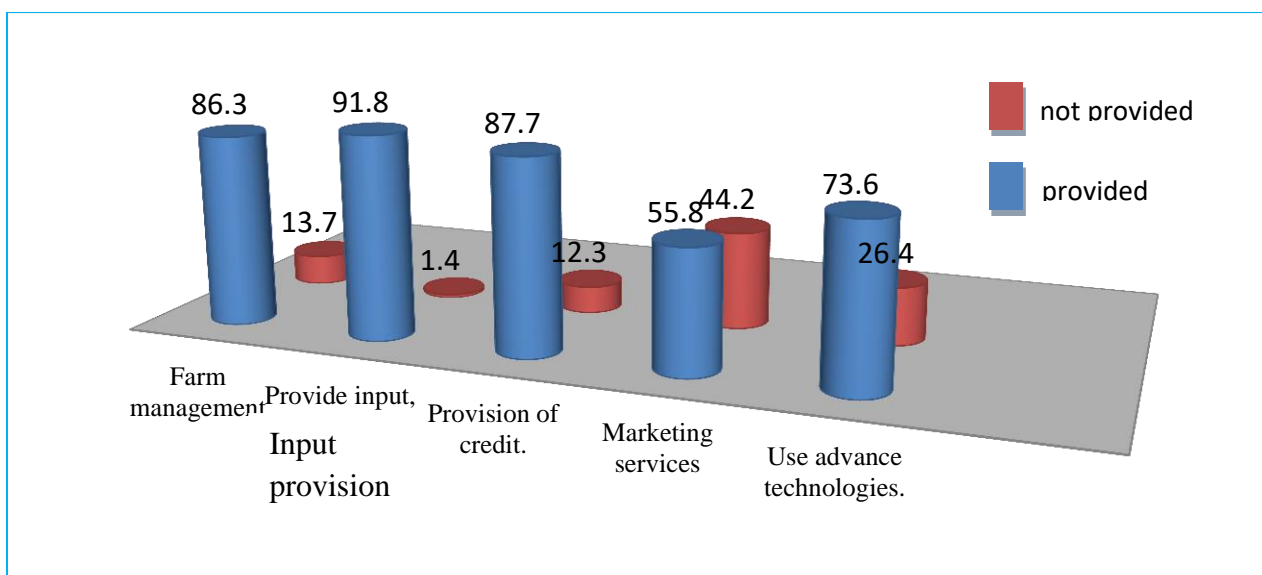 86.3
91.8
87.7
13.7
1.4
12.3
55.8
44.2
73.6
26.4
not provided
provided
Farm
management
Provide input,
Input
provision
Provision of
credit.
Marketing
services
Use advance
technologies.